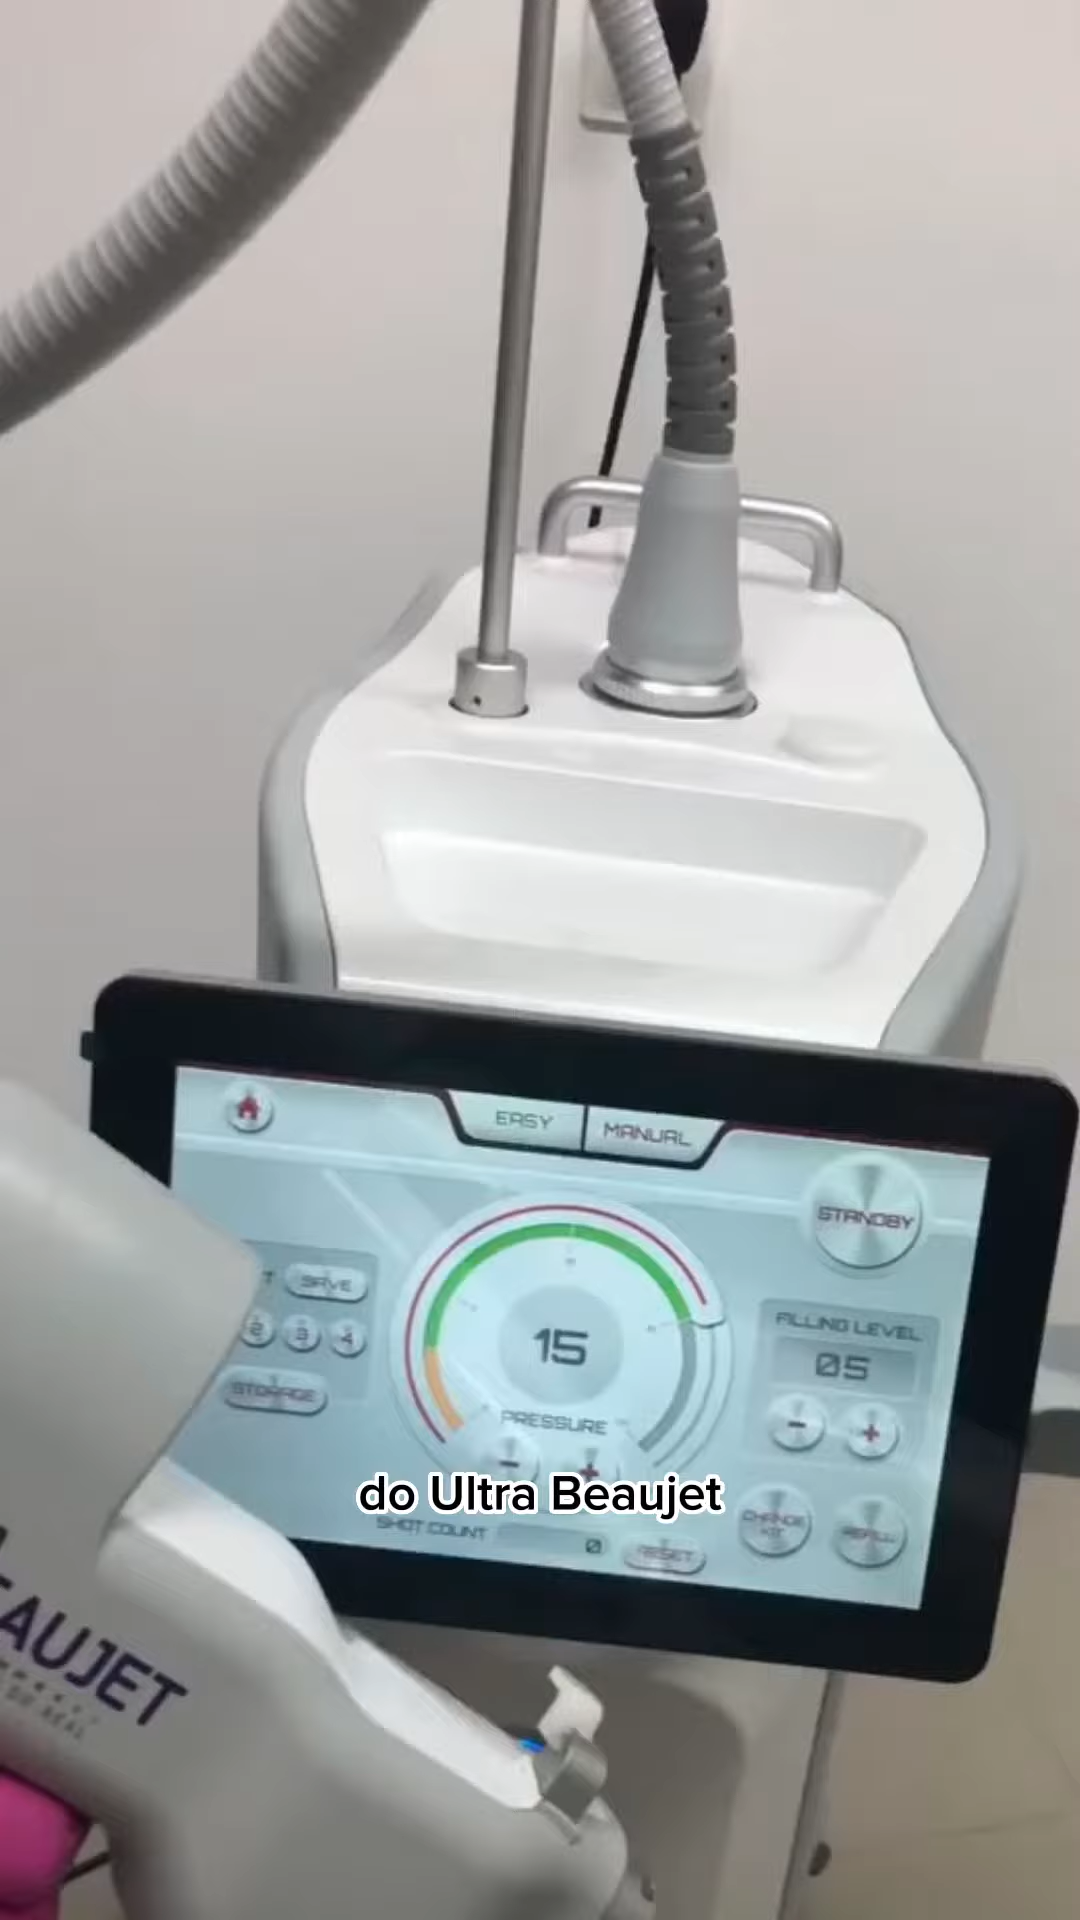 EASY
MANUAL
STANDBY
SAVE
2 3 4
STORAGE
15
PRESSURE
- +
FILLING LEVEL
05
- +
do Ultra Beaujet
CHANGE
KIT
REFILL
SHOT COUNT 0 RESET
EAUJET